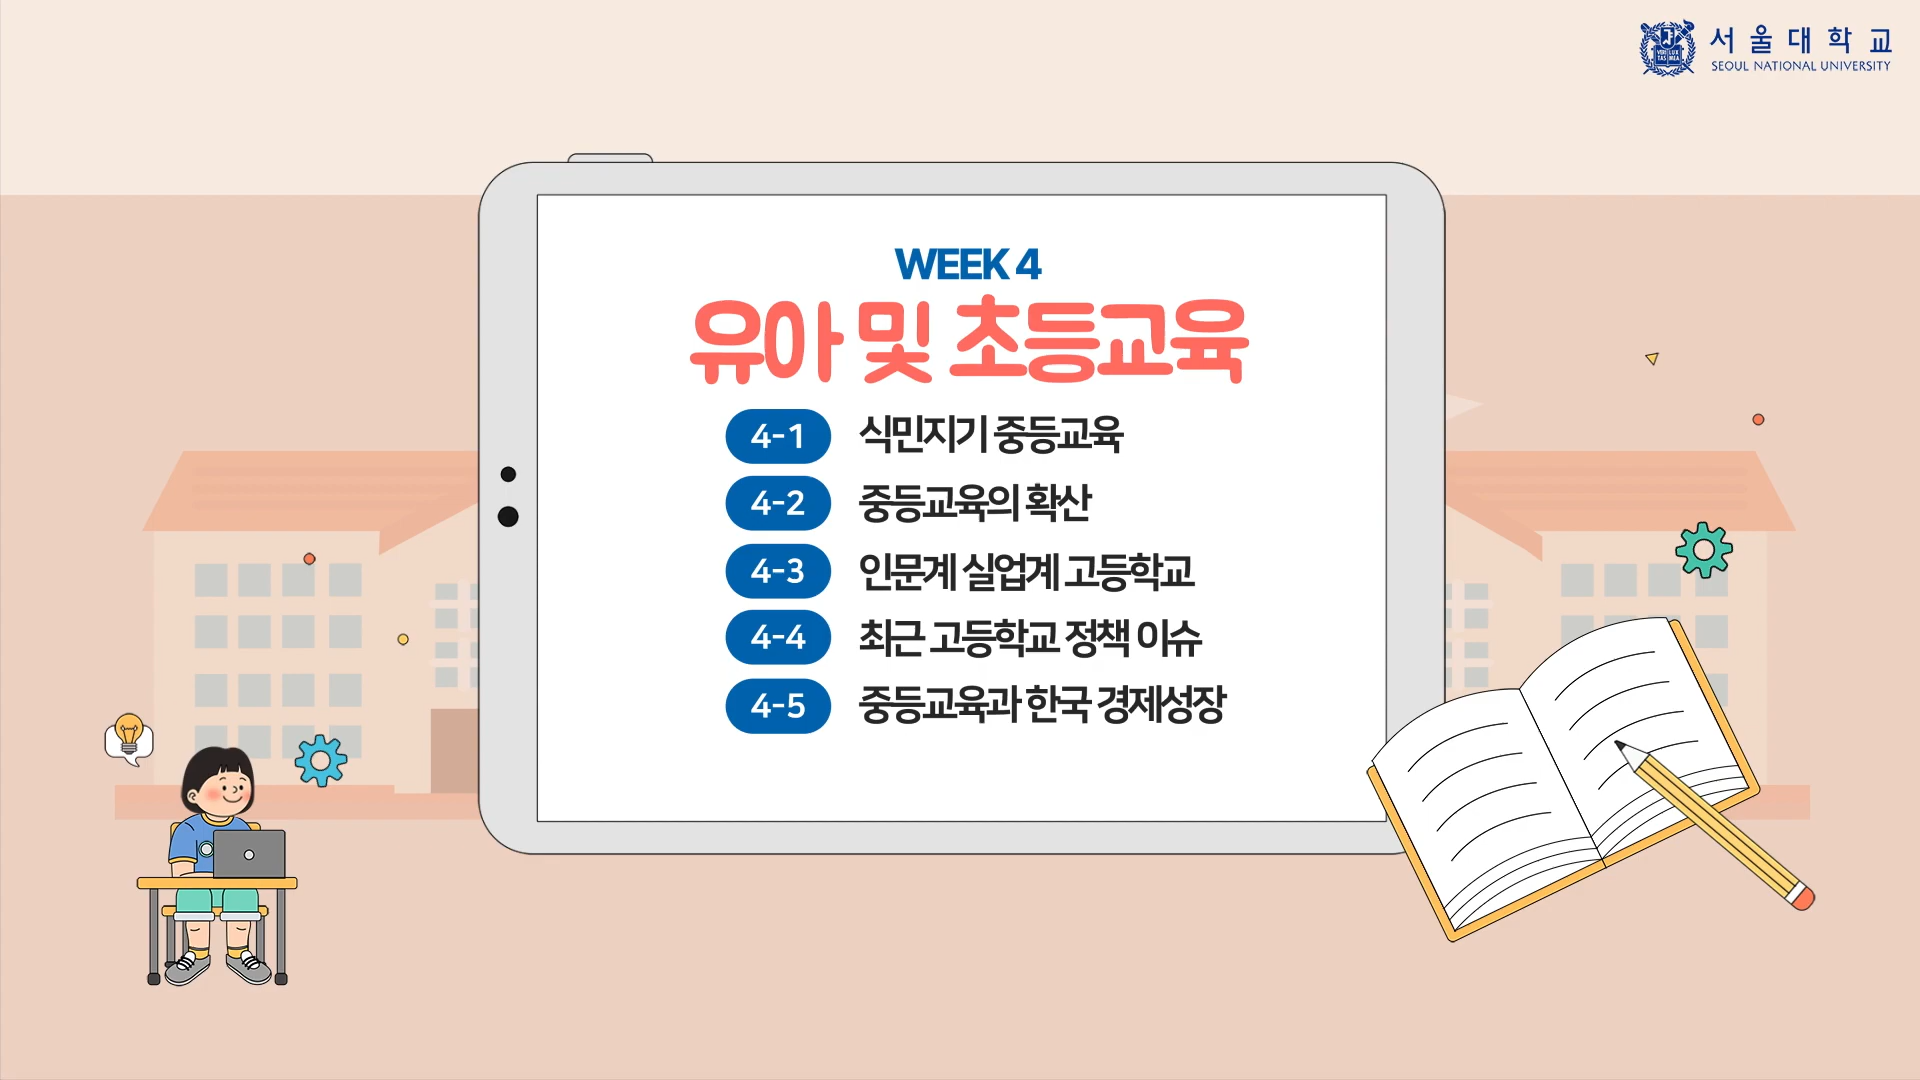 서울대학교
SEOUL NATIONAL UNIVERSITY
WEEK 4
유아 및 초등교육
4-1 식민지기 중등교육
4-2 중등교육의 확산
4-3 인문계 실업계 고등학교
4-4 최근 고등학교 정책 이슈
4-5 중등교육과 한국 경제성장